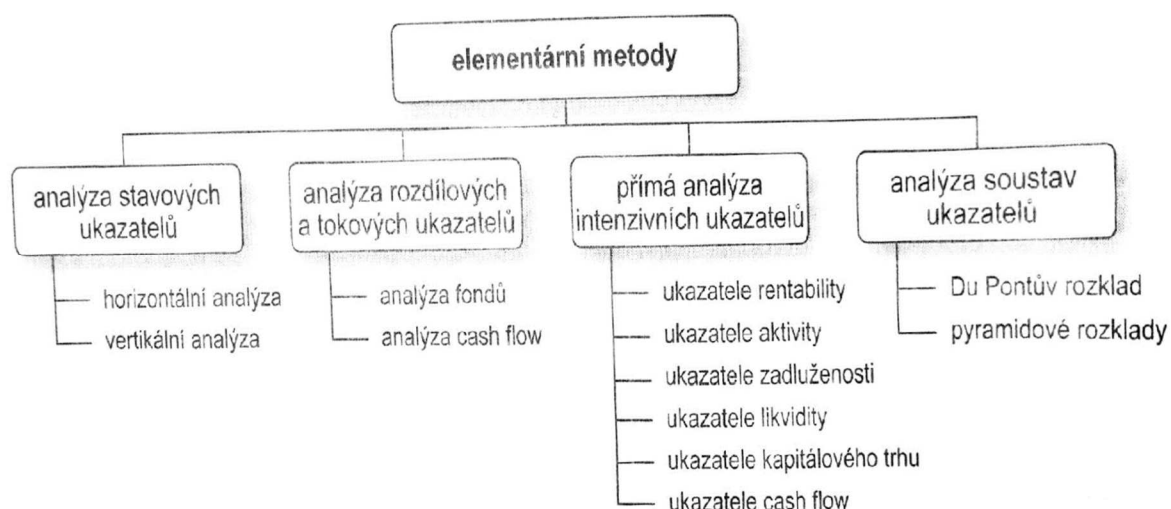 elementární metody
analýza stavových
ukazatelů
horizontální analýza
vertikální analýza
analýza rozdílových
a tokových ukazatelů
analýza fondů
analýza cash flow
přímá analýza
intenzivních ukazatelů
ukazatele rentability
ukazatele aktivity
ukazatele zadluženosti
ukazatele likvidity
ukazatele kapitálového trhu
ukazatele cash flow
analýza soustav
ukazatelů
Du Pontův rozklad
pyramidové rozklady